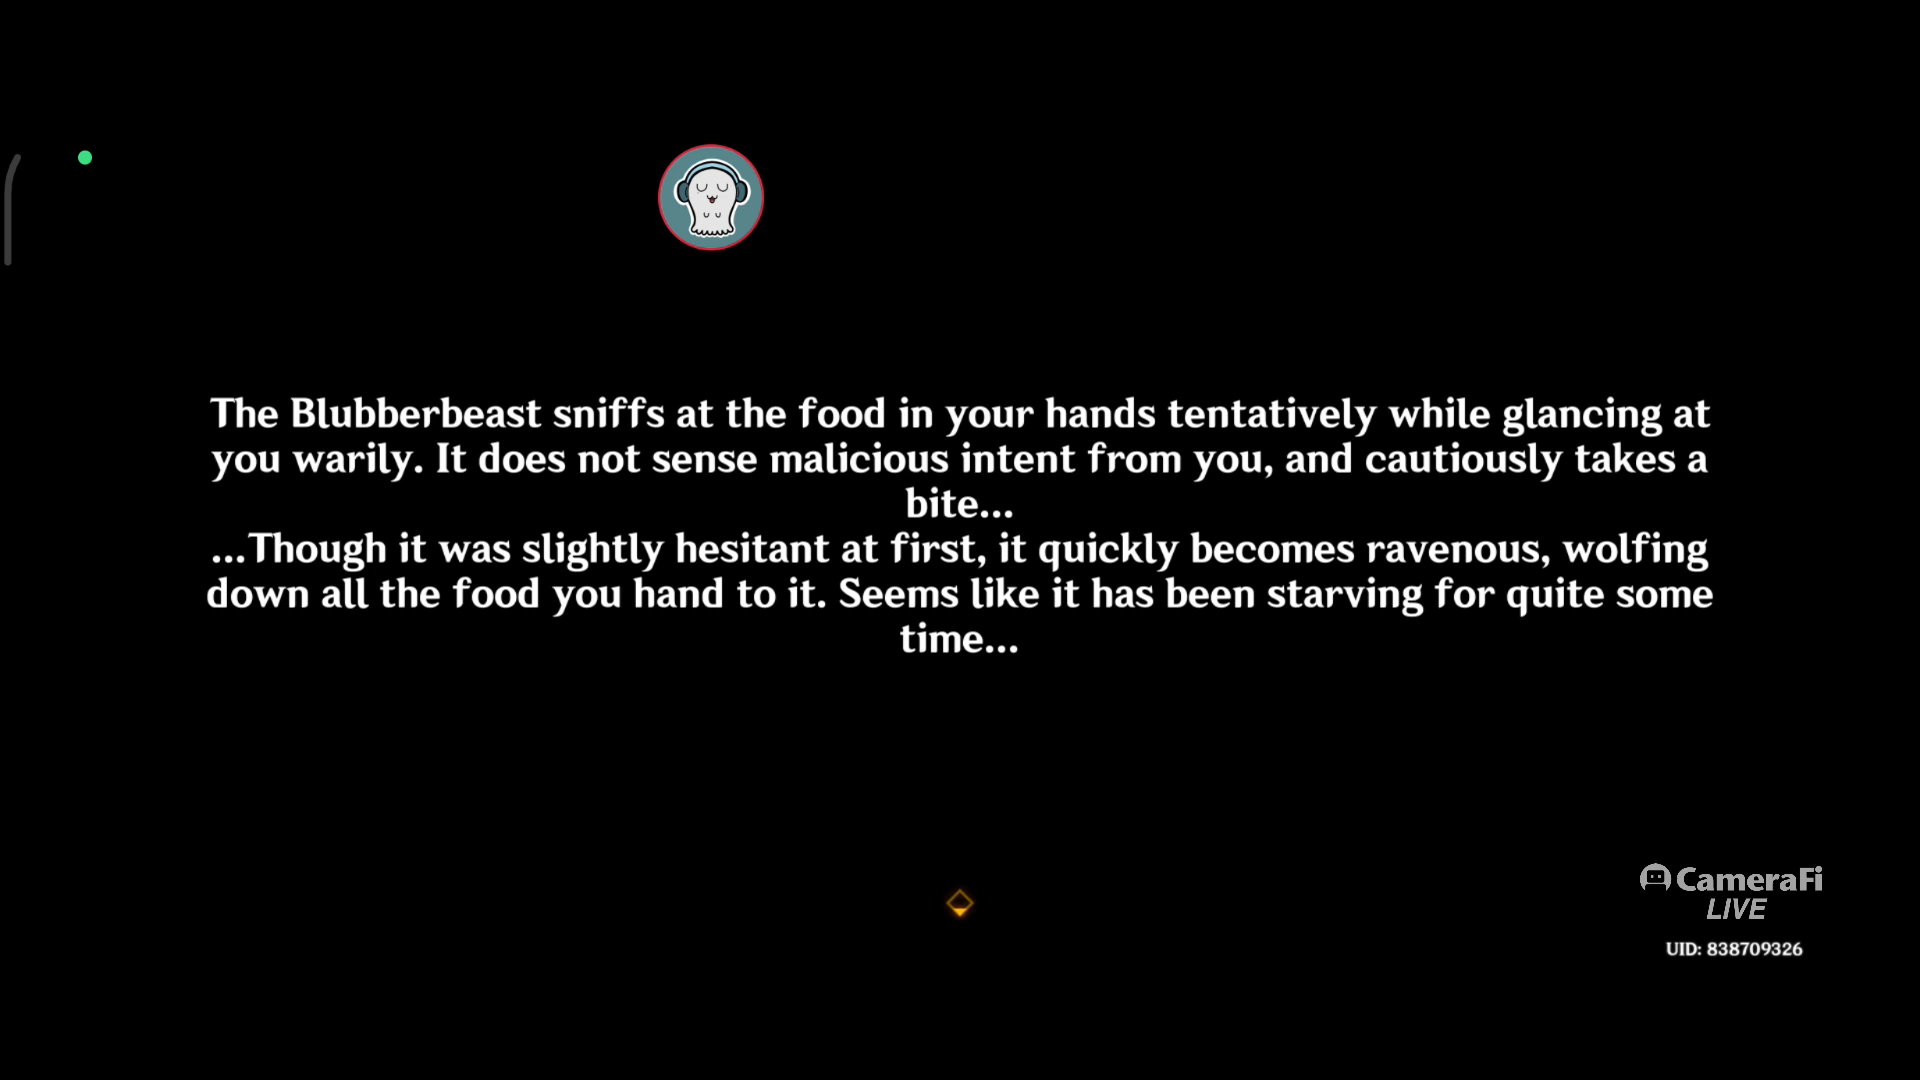 The Blubberbeast sniffs at the food in your hands tentatively while glancing at
you warily. It does not sense malicious intent from you, and cautiously takes a
bite...
...Though it was slightly hesitant at first, it quickly becomes ravenous, wolfing
down all the food you hand to it. Seems like it has been starving for quite some
time...
CameraFi
LIVE
UID: 838709326